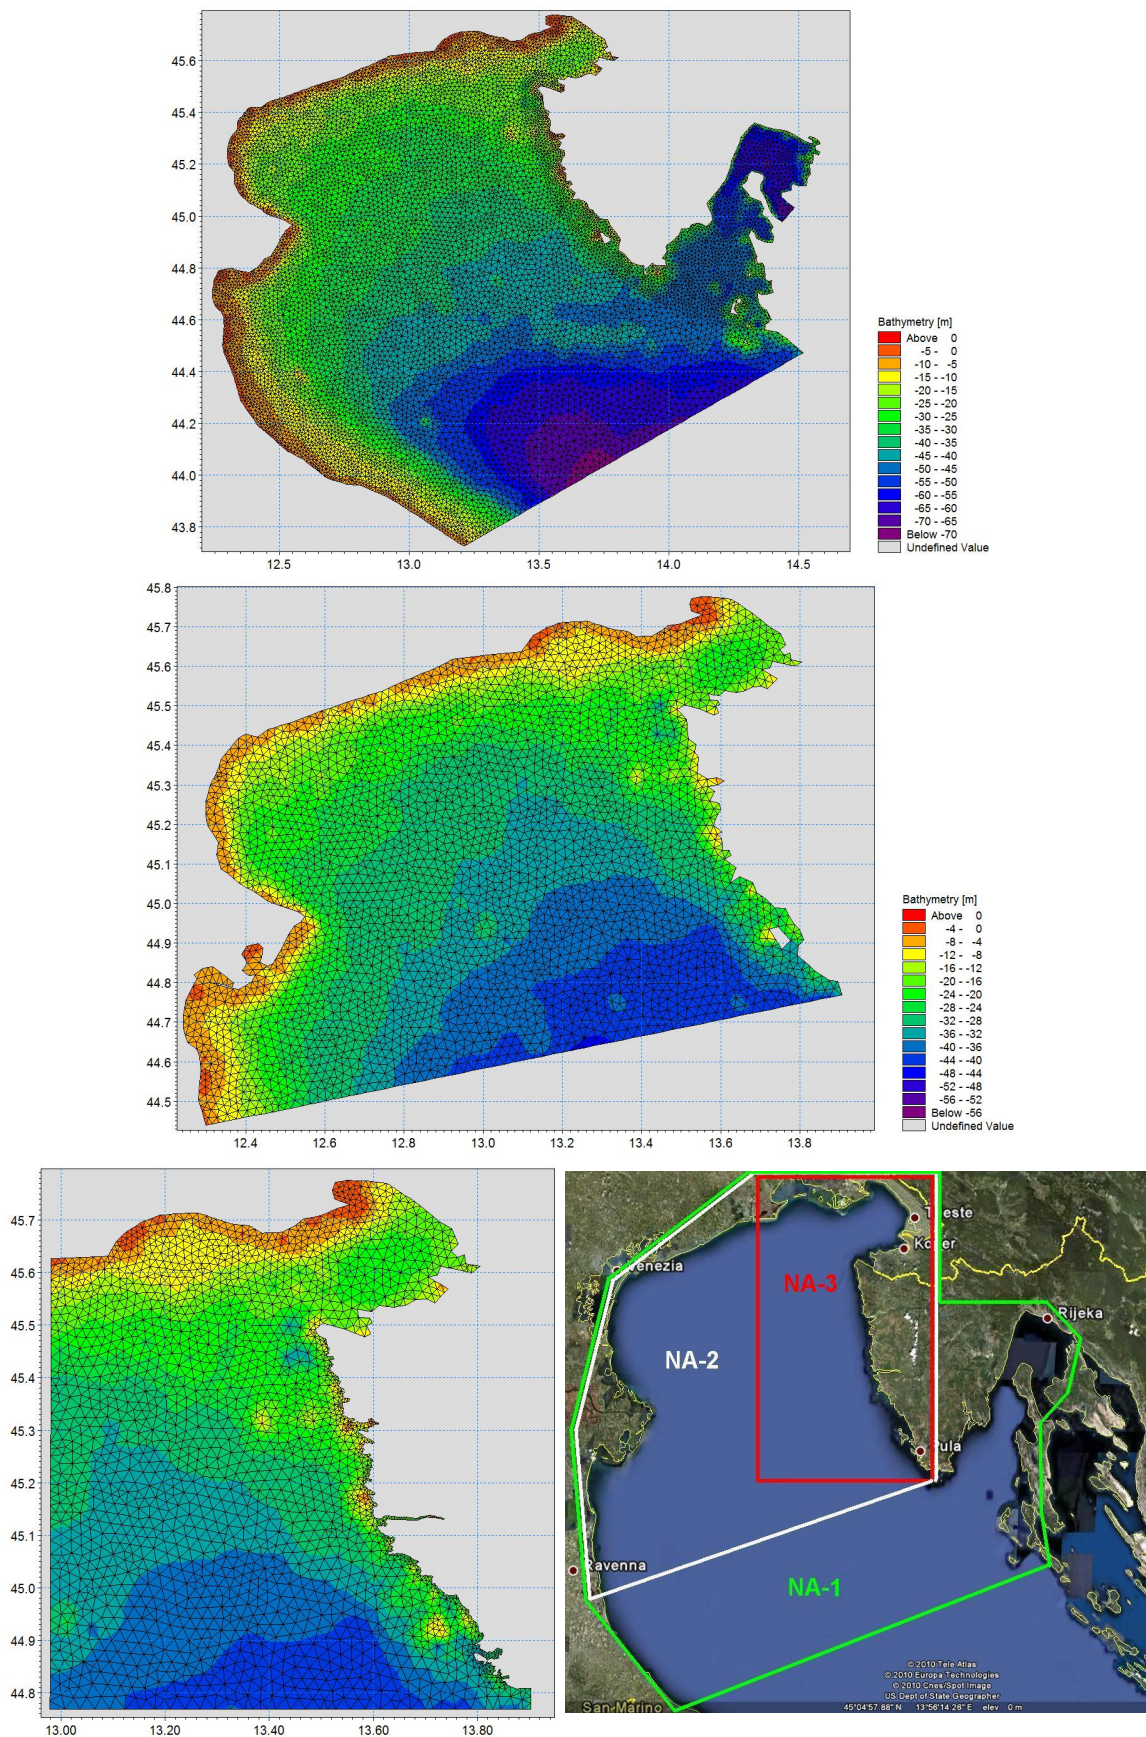 45.6
45.4
45.2
45.0
44.8
44.6
44.4
44.2
44.0
43.8
12.5 13.0 13.5 14.0 14.5
Bathymetry [m]
Above 0
-5 - 0
-10 - -5
-15 - -10
-20 - -15
-25 - -20
-30 - -25
-35 - -30
-40 - -35
-45 - -40
-50 - -45
-55 - -50
-60 - -55
-65 - -60
-70 - -65
Below -70
Undefined Value
45.8
45.7
45.6
45.5
45.4
45.3
45.2
45.1
45.0
44.9
44.8
44.7
44.6
44.5
12.4 12.6 12.8 13.0 13.2 13.4 13.6 13.8
Bathymetry [m]
Above 0
-4 - 0
-8 - -4
-12 - -8
-16 - -12
-20 - -16
-24 - -20
-28 - -24
-32 - -28
-36 - -32
-40 - -36
-44 - -40
-48 - -44
-52 - -48
-56 - -52
Below -56
Undefined Value
45.7
45.6
45.5
45.4
45.3
45.2
45.1
45.0
44.9
44.8
13.00 13.20 13.40 13.60 13.80
Trieste
Koper
Venezia
NA-3
Rijeka
NA-2
Pula
Ravenna
NA-1
San-Marino
© 2010 Tele Atlas
© 2010 Europa Technologies
© 2010 Cnes/Spot Image
US Dept of State Geographer
45°04'57.88" N 13°56'14.26" E elev 0 m